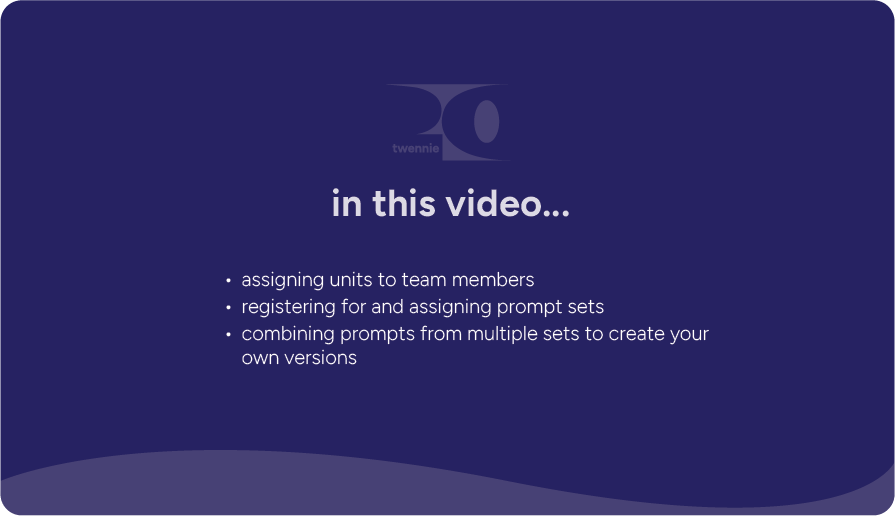 20
twennie
in this video...
• assigning units to team members
• registering for and assigning prompt sets
• combining prompts from multiple sets to create your
own versions